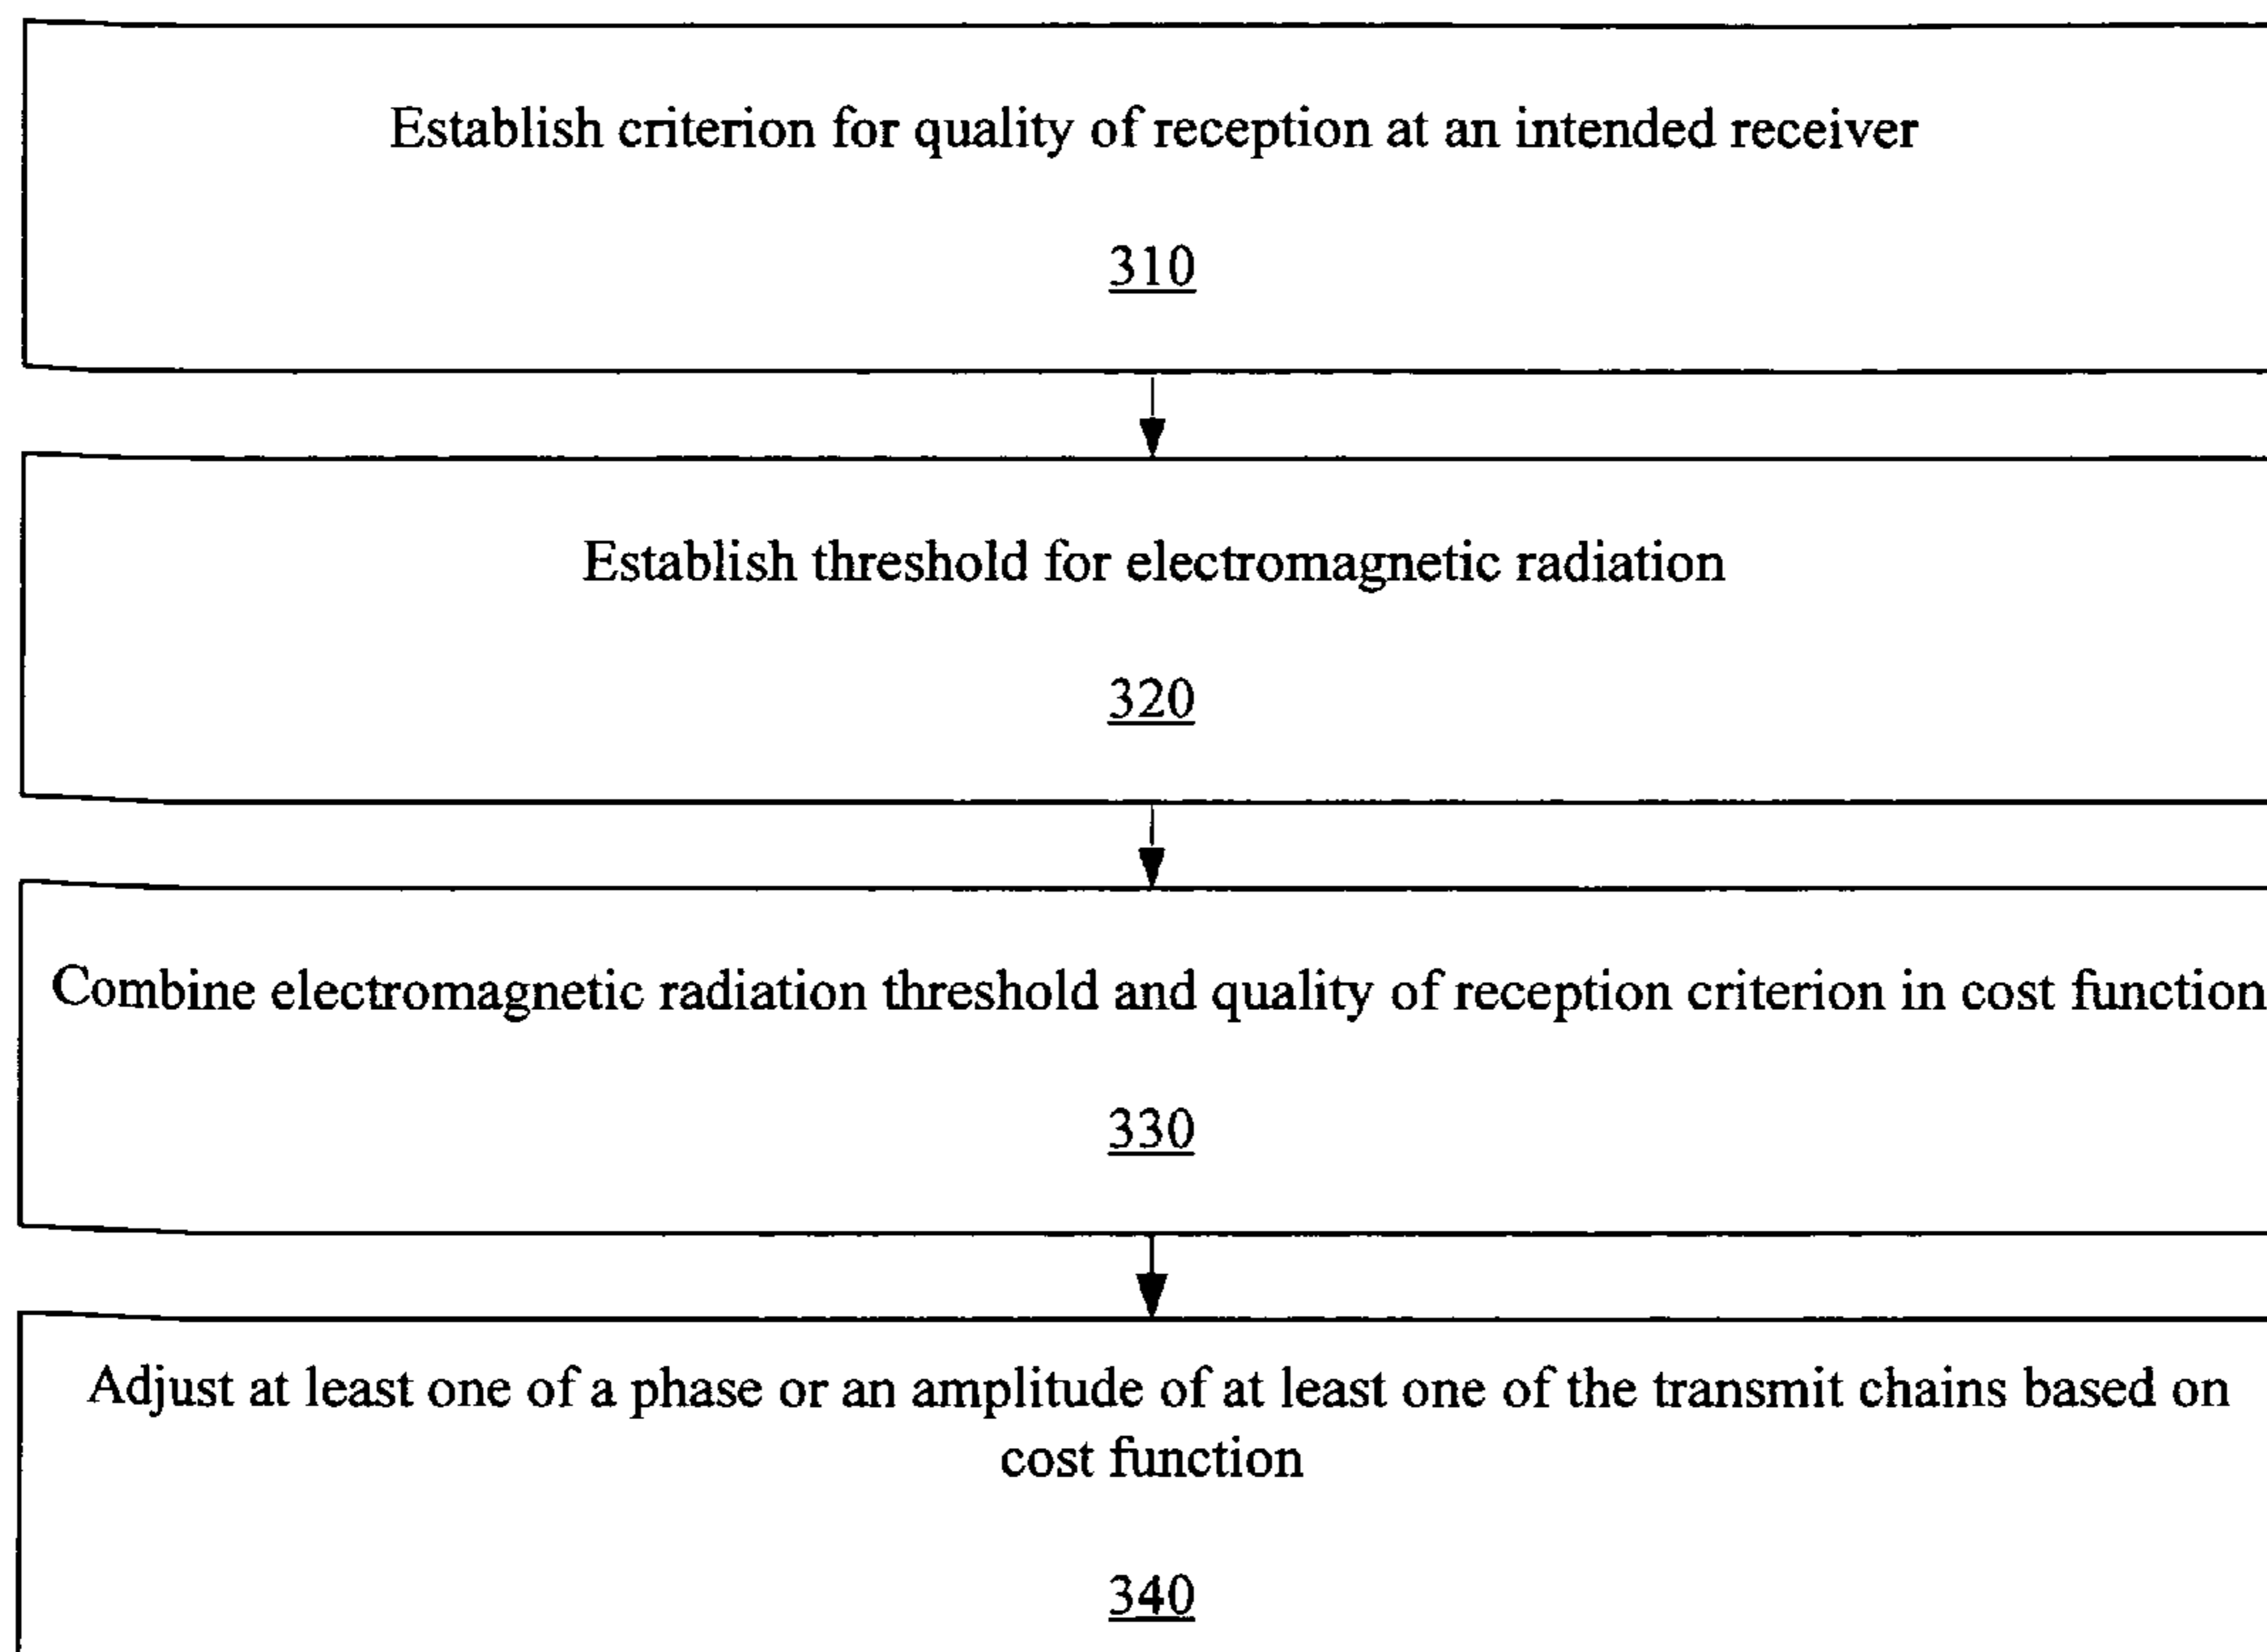 Establish criterion for quality of reception at an intended receiver
310
Establish threshold for electromagnetic radiation
320
Combine electromagnetic radiation threshold and quality of reception criterion in cost function
330
Adjust at least one of a phase or an amplitude of at least one of the transmit chains based on
cost function
340